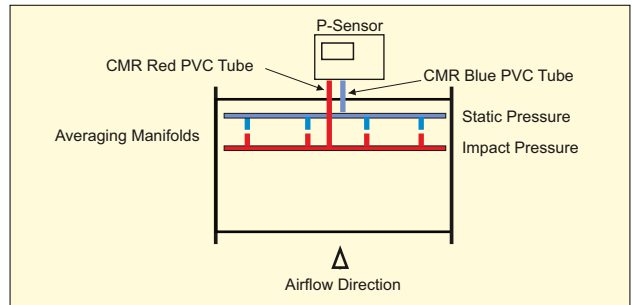 P-Sensor
CMR Red PVC Tube
CMR Blue PVC Tube
Static Pressure
Averaging Manifolds
Impact Pressure
Airflow Direction